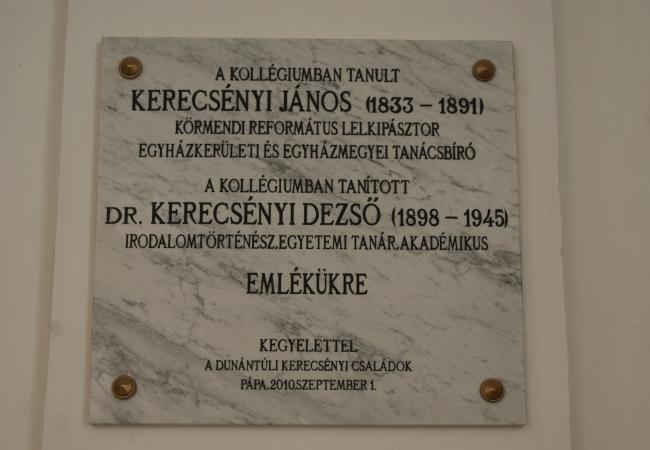 A KOLLÉGIUMBAN TANULT
KERECSÉNYI JÁNOS (1833 – 1891)
KÖRMENDI REFORMÁTUS LELKIPÁSZTOR
EGYHÁZKERÜLETI ÉS EGYHÁZMEGYEI TANÁCSBÍRÓ
A KOLLÉGIUMBAN TANÍTOTT
DR. KERECSÉNYI DEZSŐ (1898 – 1945)
IRODALOMTÖRTÉNÉSZ,EGYETEMI TANÁR,AKADÉMIKUS
EMLÉKÜKRE
KEGYELETTEL
A DUNÁNTÚLI KERECSÉNYI CSALÁDOK
PÁPA,2010.SZEPTEMBER 1.